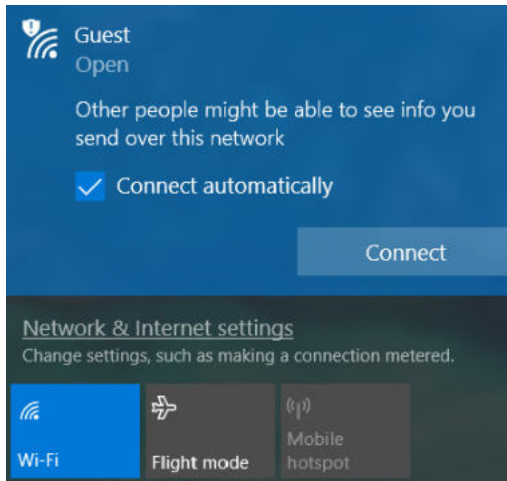 Guest
Open
Other people might be able to see info you
send over this network
Connect automatically
Connect
Network & Internet settings
Change settings, such as making a connection metered.
Wi-Fi
Flight mode
Mobile
hotspot